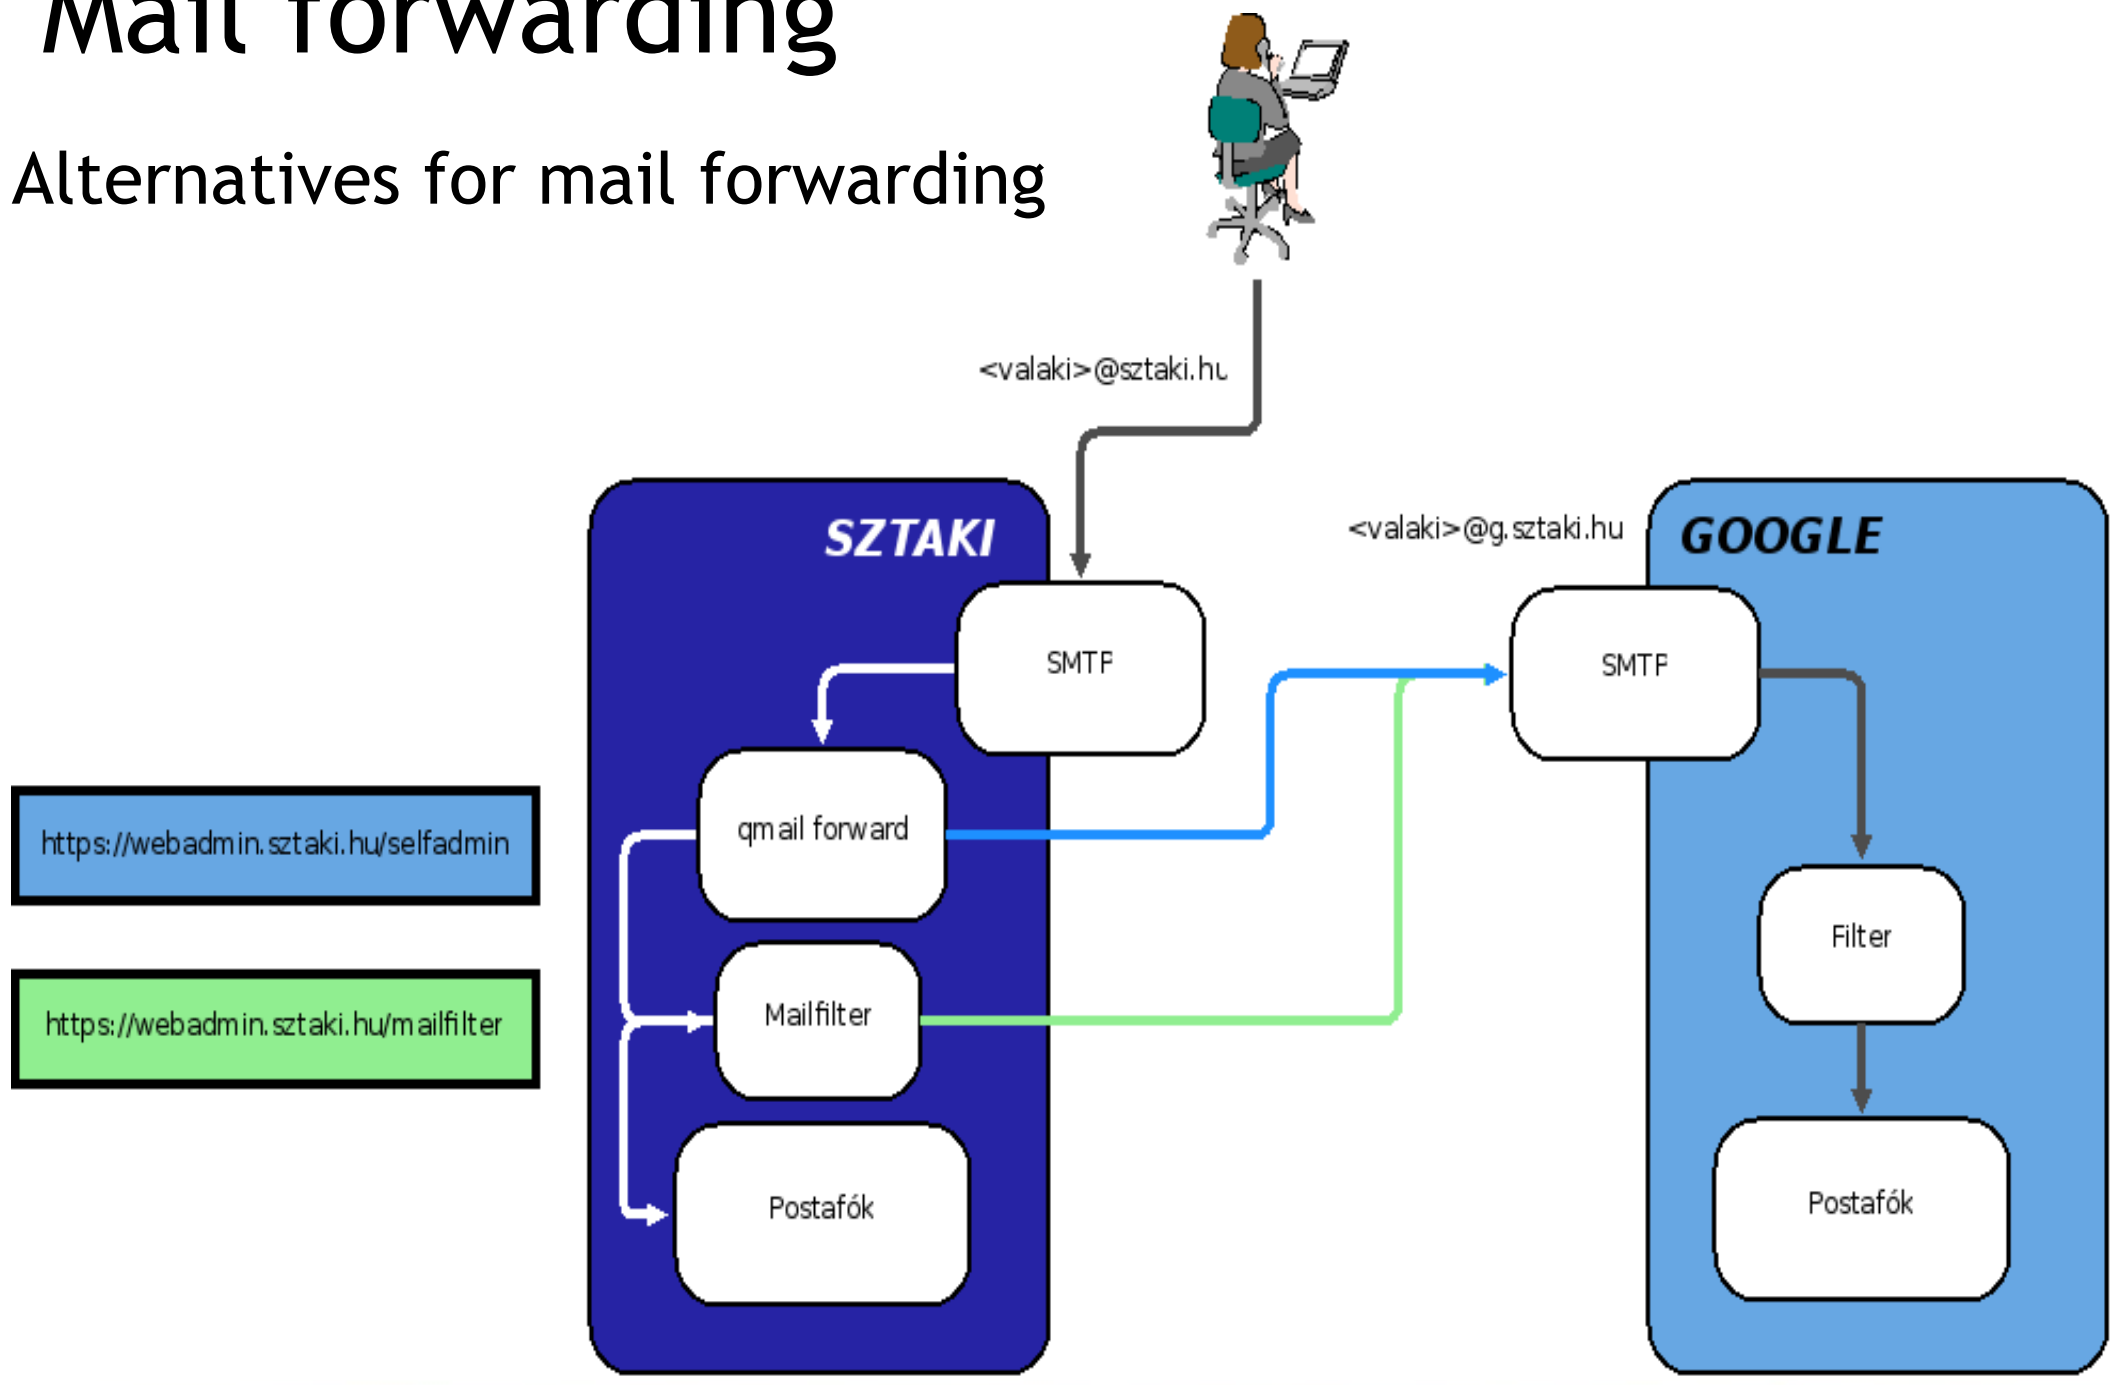 Mail forwarding
Alternatives for mail forwarding
<valaki>@sztaki.hu
<valaki>@g.sztaki.hu
SZTAKI
GOOGLE
SMTP
SMTP
qmail forward
https://webadmin.sztaki.hu/selfadmin
Filter
Mailfilter
https://webadmin.sztaki.hu/mailfilter
Postafók
Postafók